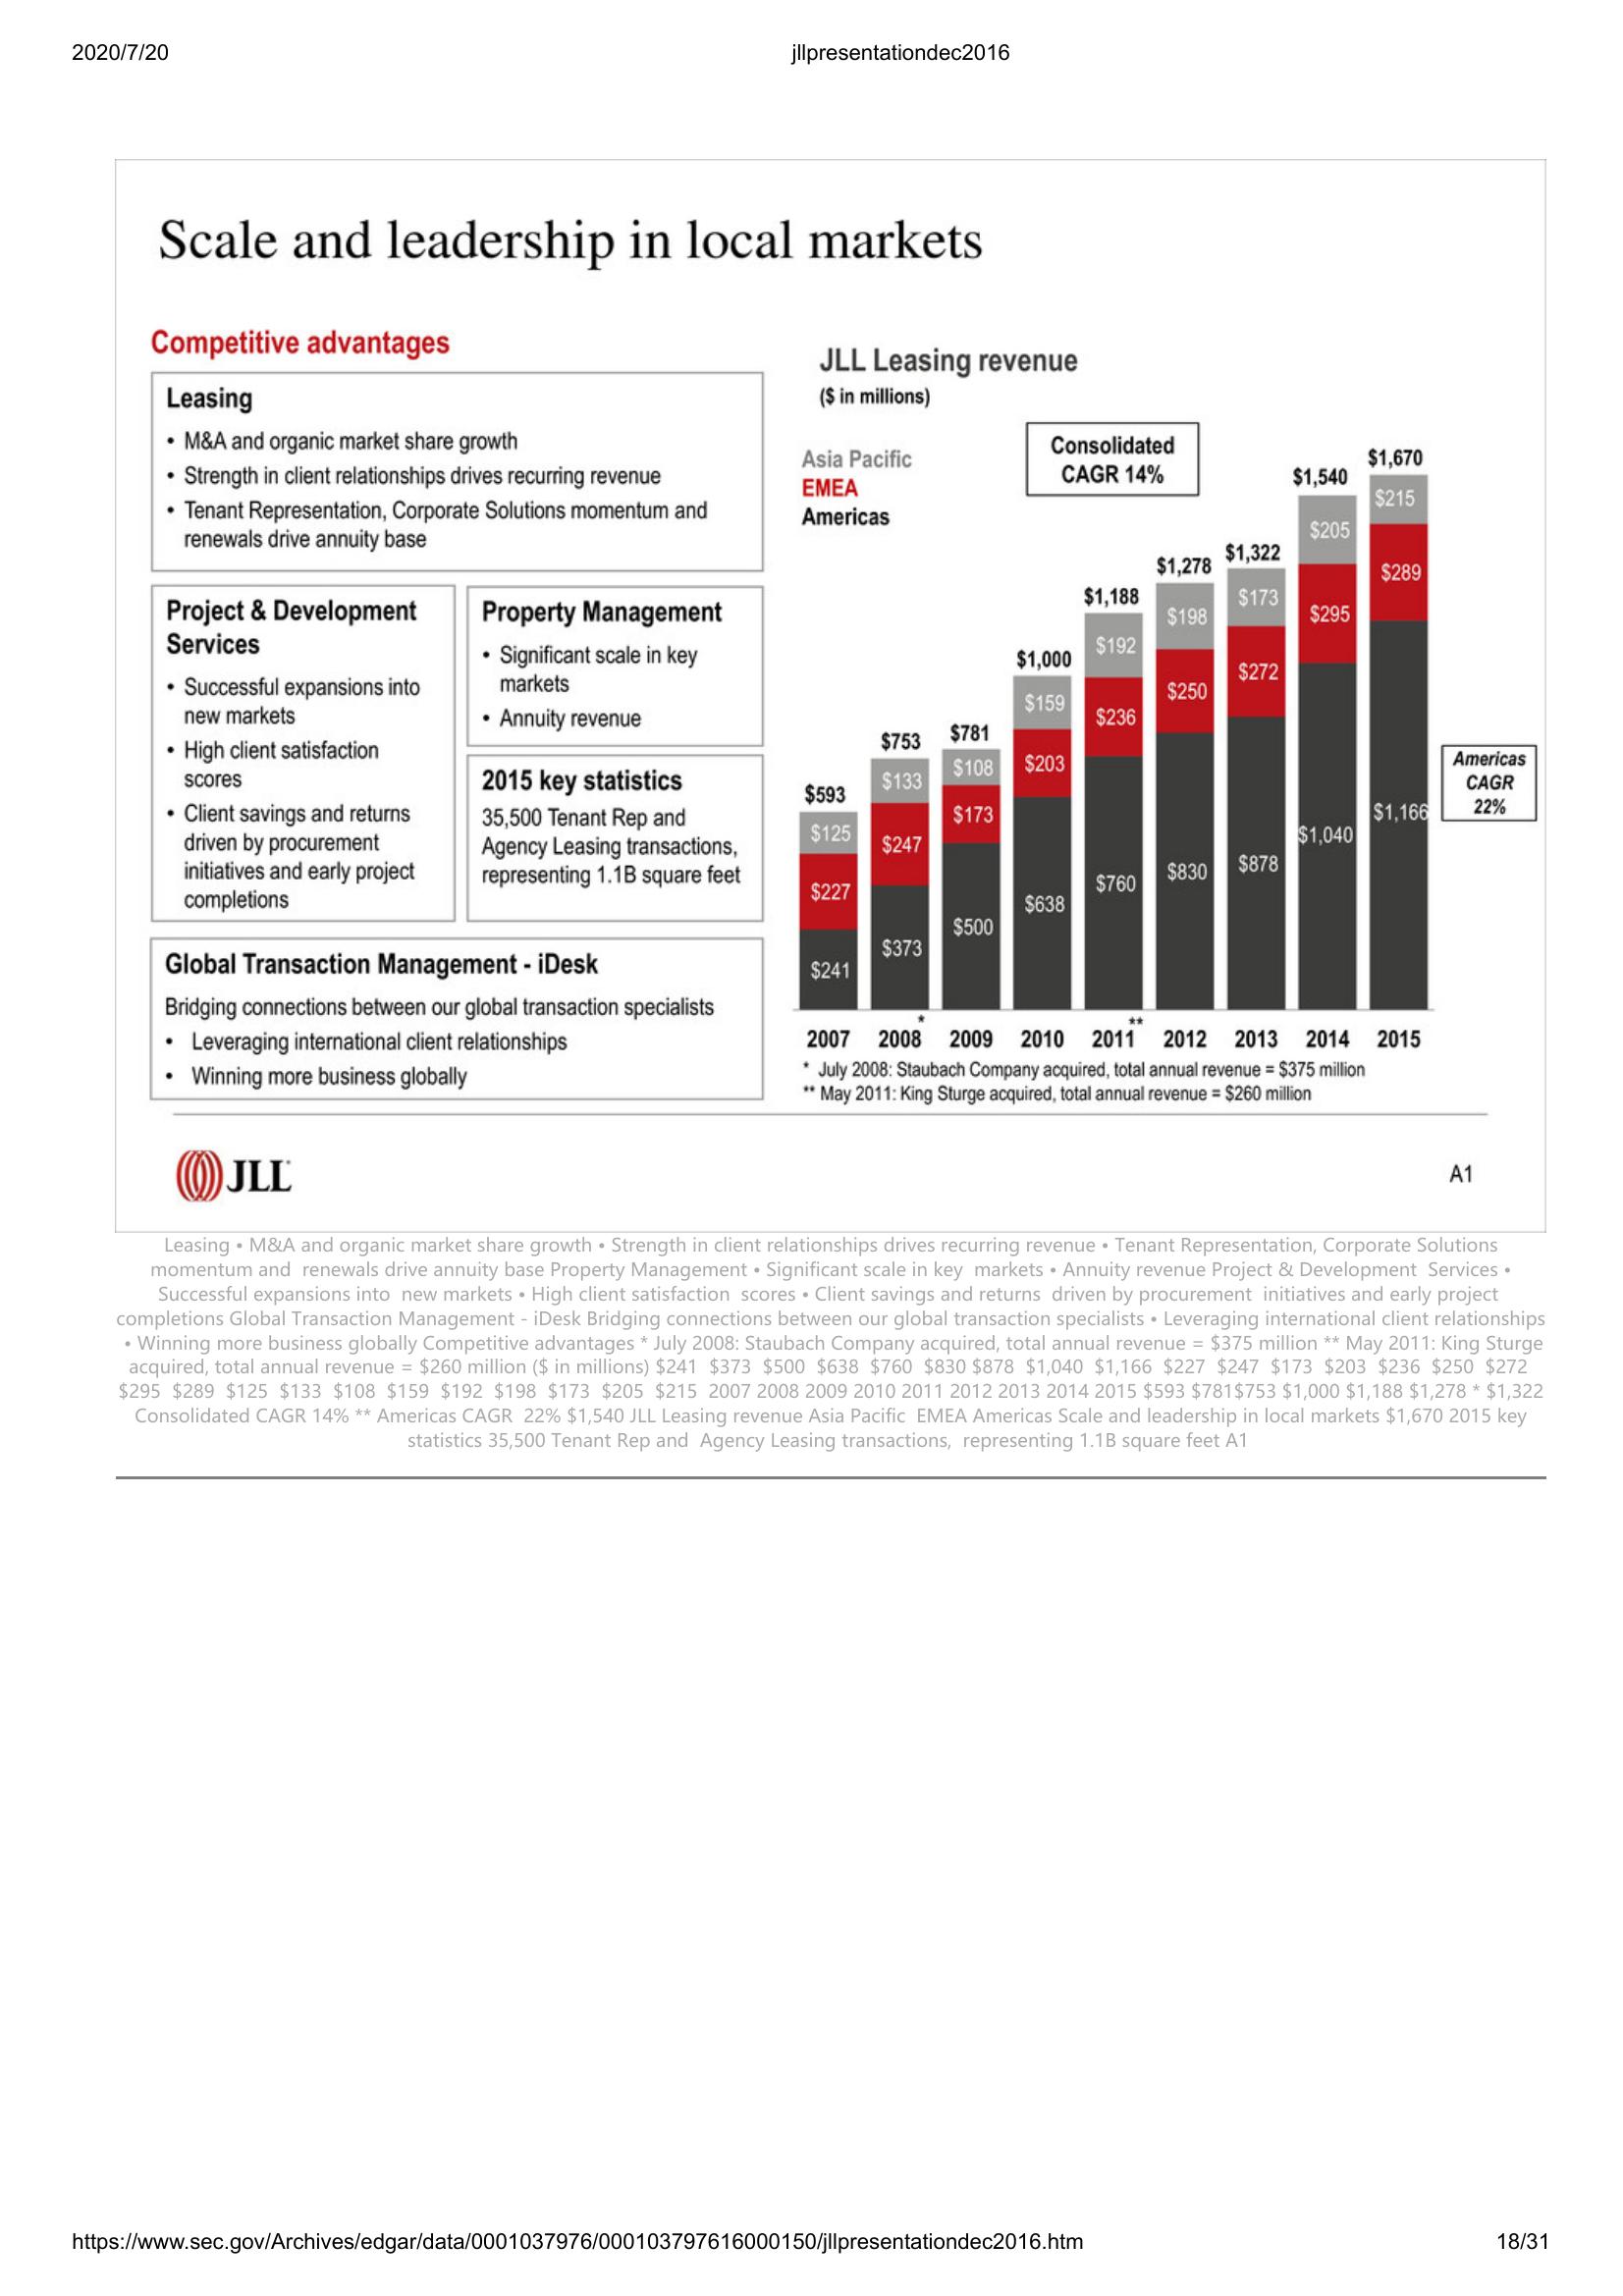 2020/7/20
jllpresentationdec2016
Scale and leadership in local markets
Competitive advantages
Leasing
• M&A and organic market share growth
• Strength in client relationships drives recurring revenue
• Tenant Representation, Corporate Solutions momentum and
renewals drive annuity base
Project & Development
Services
• Successful expansions into
new markets
• High client satisfaction
scores
• Client savings and returns
driven by procurement
initiatives and early project
completions
Property Management
• Significant scale in key
markets
• Annuity revenue
2015 key statistics
35,500 Tenant Rep and
Agency Leasing transactions,
representing 1.1B square feet
Global Transaction Management - iDesk
Bridging connections between our global transaction specialists
• Leveraging international client relationships
• Winning more business globally
JLL Leasing revenue
($ in millions)
Asia Pacific
EMEA
Americas
Consolidated
CAGR 14%
$593
$125
$227
$241
$753
$133
$247
$373
$781
$108
$173
$500
$1,000
$159
$203
$638
$1,188
$192
$236
$760
$1,278
$198
$250
$830
$1,322
$173
$272
$878
$1,540
$205
$295
$1,040
$1,670
$215
$289
$1,166
Americas
CAGR
22%
2007 2008* 2009 2010 2011** 2012 2013 2014 2015
* July 2008: Staubach Company acquired, total annual revenue = $375 million
** May 2011: King Sturge acquired, total annual revenue = $260 million
JLL
A1
Leasing • M&A and organic market share growth • Strength in client relationships drives recurring revenue • Tenant Representation, Corporate Solutions
momentum and renewals drive annuity base Property Management • Significant scale in key markets • Annuity revenue Project & Development Services •
Successful expansions into new markets • High client satisfaction scores • Client savings and returns driven by procurement initiatives and early project
completions Global Transaction Management - iDesk Bridging connections between our global transaction specialists • Leveraging international client relationships
• Winning more business globally Competitive advantages * July 2008: Staubach Company acquired, total annual revenue = $375 million ** May 2011: King Sturge
acquired, total annual revenue = $260 million ($ in millions) $241 $373 $500 $638 $760 $830 $878 $1,040 $1,166 $227 $247 $173 $203 $236 $250 $272
$295 $289 $125 $133 $108 $159 $192 $198 $173 $205 $215 2007 2008 2009 2010 2011 2012 2013 2014 2015 $593 $781$753 $1,000 $1,188 $1,278 * $1,322
Consolidated CAGR 14% ** Americas CAGR 22% $1,540 JLL Leasing revenue Asia Pacific EMEA Americas Scale and leadership in local markets $1,670 2015 key
statistics 35,500 Tenant Rep and Agency Leasing transactions, representing 1.1B square feet A1
https://www.sec.gov/Archives/edgar/data/0001037976/000103797616000150/jllpresentationdec2016.htm
18/31